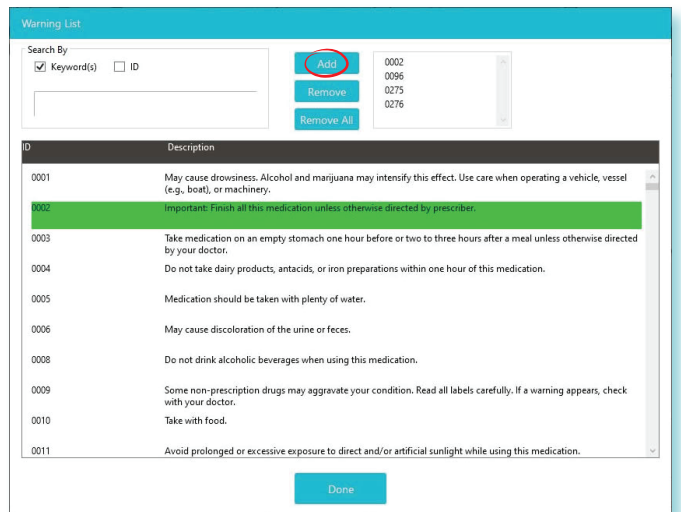 Warning List
Search By
Keyword(s) ID
Add
Remove
Remove All
0002
0096
0275
0276
ID Description
0001 May cause drowsiness. Alcohol and marijuana may intensify this effect. Use care when operating a vehicle, vessel
(e.g., boat), or machinery.
0002 Important: Finish all this medication unless otherwise directed by prescriber.
0003 Take medication on an empty stomach one hour before or two to three hours after a meal unless otherwise directed
by your doctor.
0004 Do not take dairy products, antacids, or iron preparations within one hour of this medication.
0005 Medication should be taken with plenty of water.
0006 May cause discoloration of the urine or feces.
0008 Do not drink alcoholic beverages when using this medication.
0009 Some non-prescription drugs may aggravate your condition. Read all labels carefully. If a warning appears, check
with your doctor.
0010 Take with food.
0011 Avoid prolonged or excessive exposure to direct and/or artificial sunlight while using this medication.
Done